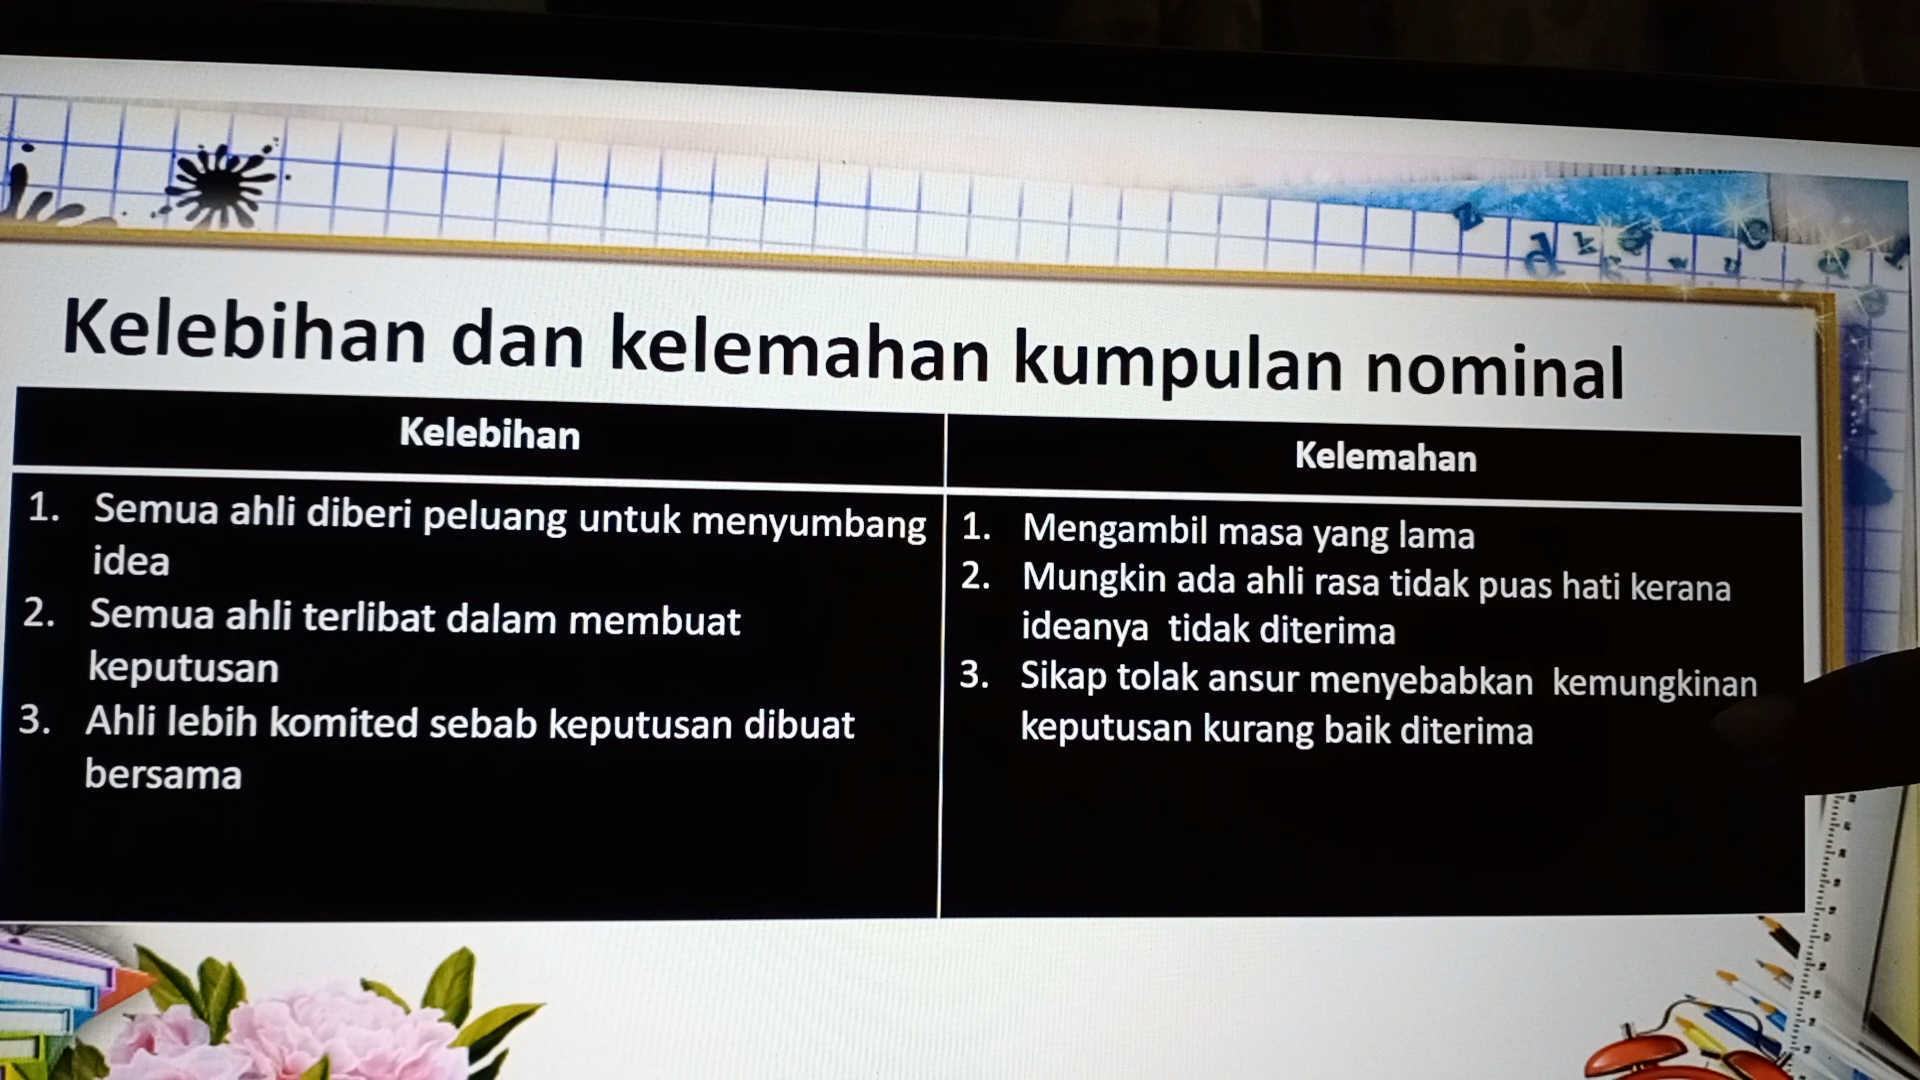 Kelebihan dan kelemahan kumpulan nominal
Kelebihan
1. Semua ahli diberi peluang untuk menyumbang
idea
2. Semua ahli terlibat dalam membuat
keputusan
3. Ahli lebih komited sebab keputusan dibuat
bersama
Kelemahan
1. Mengambil masa yang lama
2. Mungkin ada ahli rasa tidak puas hati kerana
ideanya tidak diterima
3. Sikap tolak ansur menyebabkan kemungkinan
keputusan kurang baik diterima